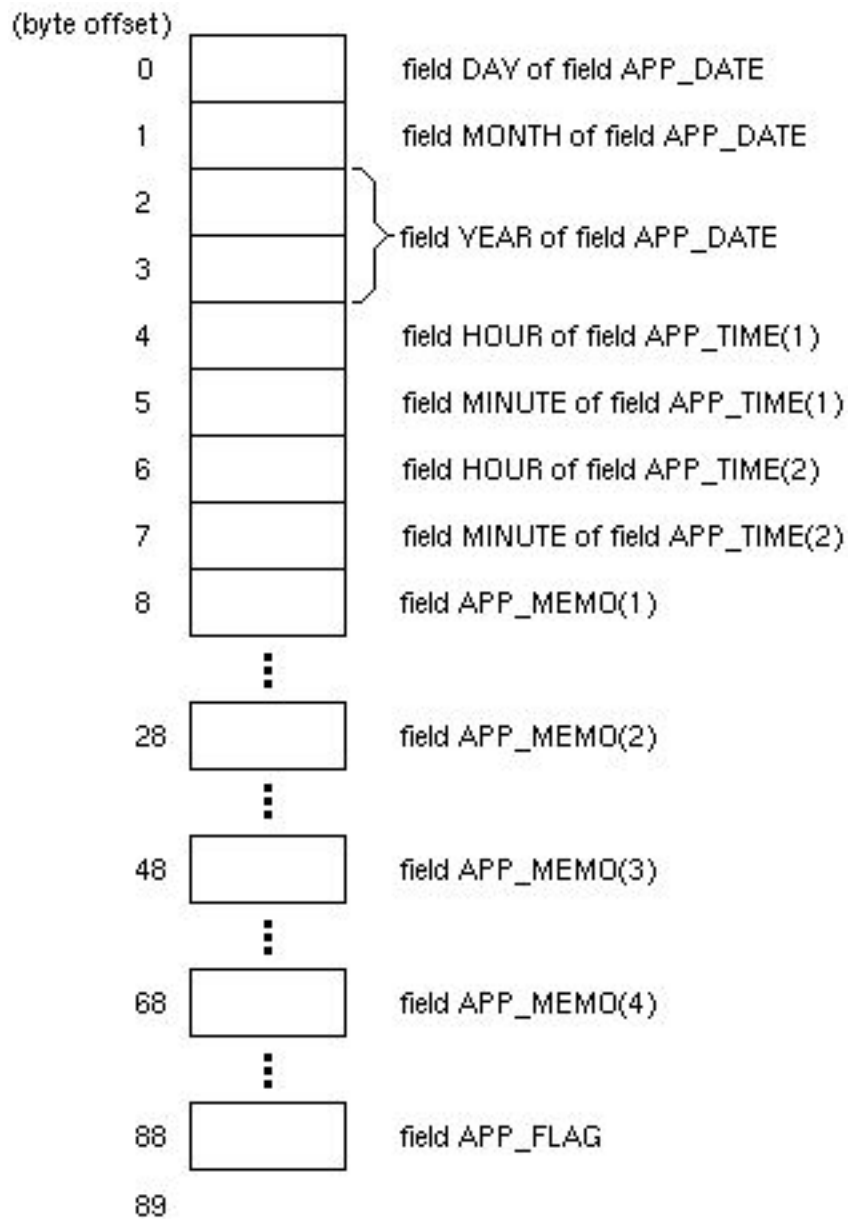 (byte offset)
0 field DAY of field APP_DATE
1 field MONTH of field APP_DATE
2
field YEAR of field APP_DATE
3
4 field HOUR of field APP_TIME(1)
5 field MINUTE of field APP_TIME(1)
6 field HOUR of field APP_TIME(2)
7 field MINUTE of field APP_TIME(2)
8 field APP_MEMO(1)
28 field APP_MEMO(2)
48 field APP_MEMO(3)
68 field APP_MEMO(4)
88 field APP_FLAG
89